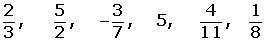 2/3, 5/2, -3/7, 5, 4/11, 1/8